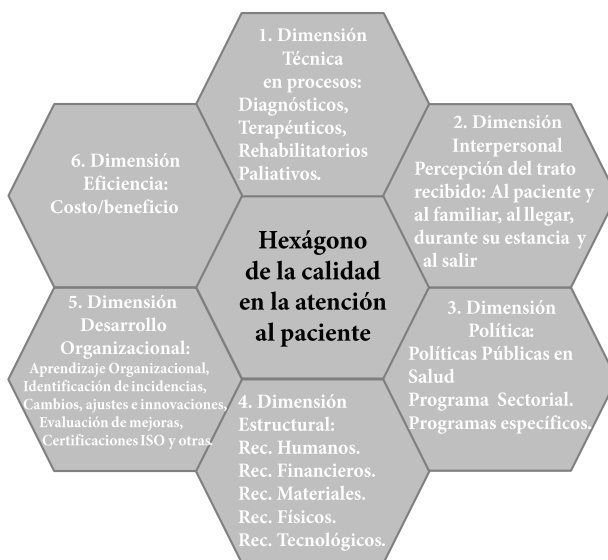 1. Dimensión
Técnica
en procesos:
Diagnósticos,
Terapéuticos,
Rehabilitatorios
Paliativos.
2. Dimensión
Interpersonal
Percepción del trato
recibido: Al paciente y
al familiar, al llegar,
durante su estancia y
al salir
3. Dimensión
Política:
Políticas Públicas en
Salud
Programa Sectorial.
Programas específicos.
4. Dimensión
Estructural:
Rec. Humanos.
Rec. Financieros.
Rec. Materiales.
Rec. Físicos.
Rec. Tecnológicos.
5. Dimensión
Desarrollo
Organizacional:
Aprendizaje Organizacional,
Identificación de incidencias,
Cambios, ajustes e innovaciones,
Evaluación de mejoras,
Certificaciones ISO y otras.
6. Dimensión
Eficiencia:
Costo/beneficio
Hexágono
de la calidad
en la atención
al paciente